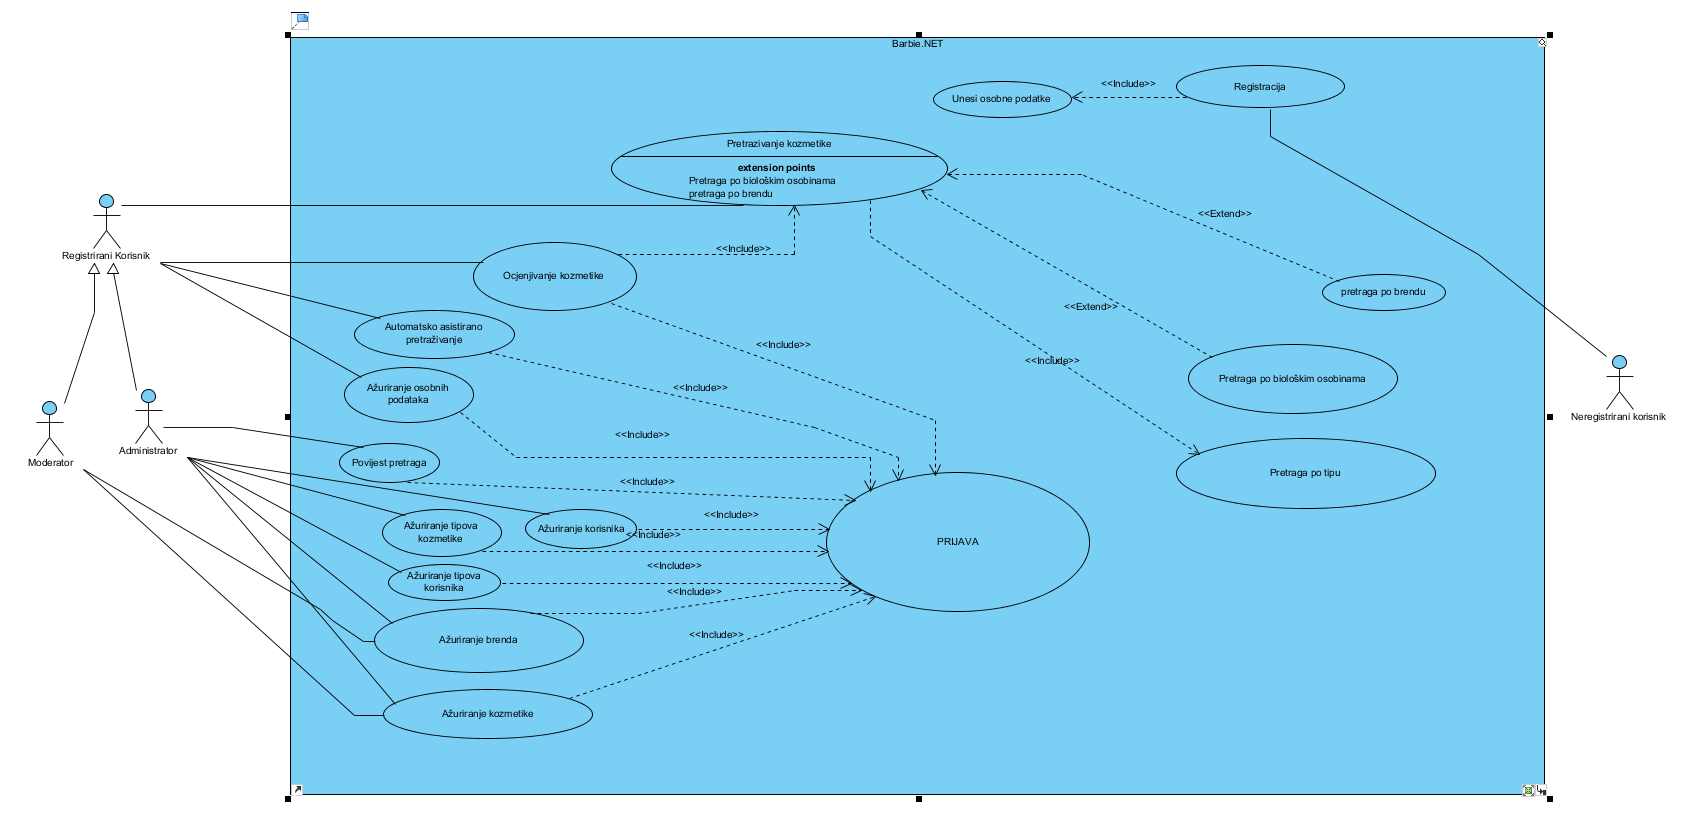 Barbie.NET
Unesi osobne podatke
<<Include>>
Registracija
Pretrazivanje kozmetike
extension points
Pretraga po biološkim osobinama
pretraga po brendu
<<Extend>>
Registrirani Korisnik
<<Include>>
Ocjenjivanje kozmetike
pretraga po brendu
<<Extend>>
Automatsko asistirano
pretraživanje
<<Include>>
<<Include>>
Pretraga po biološkim osobinama
Ažuriranje osobnih
podataka
<<Include>>
Neregistrirani korisnik
Moderator
Administrator
<<Include>>
Povijest pretraga
<<Include>>
Pretraga po tipu
Ažuriranje tipova
kozmetike
Ažuriranje korisnika
<<Include>>
<<Include>>
PRIJAVA
Ažuriranje tipova
korisnika
<<Include>>
<<Include>>
Ažuriranje brenda
<<Include>>
Ažuriranje kozmetike